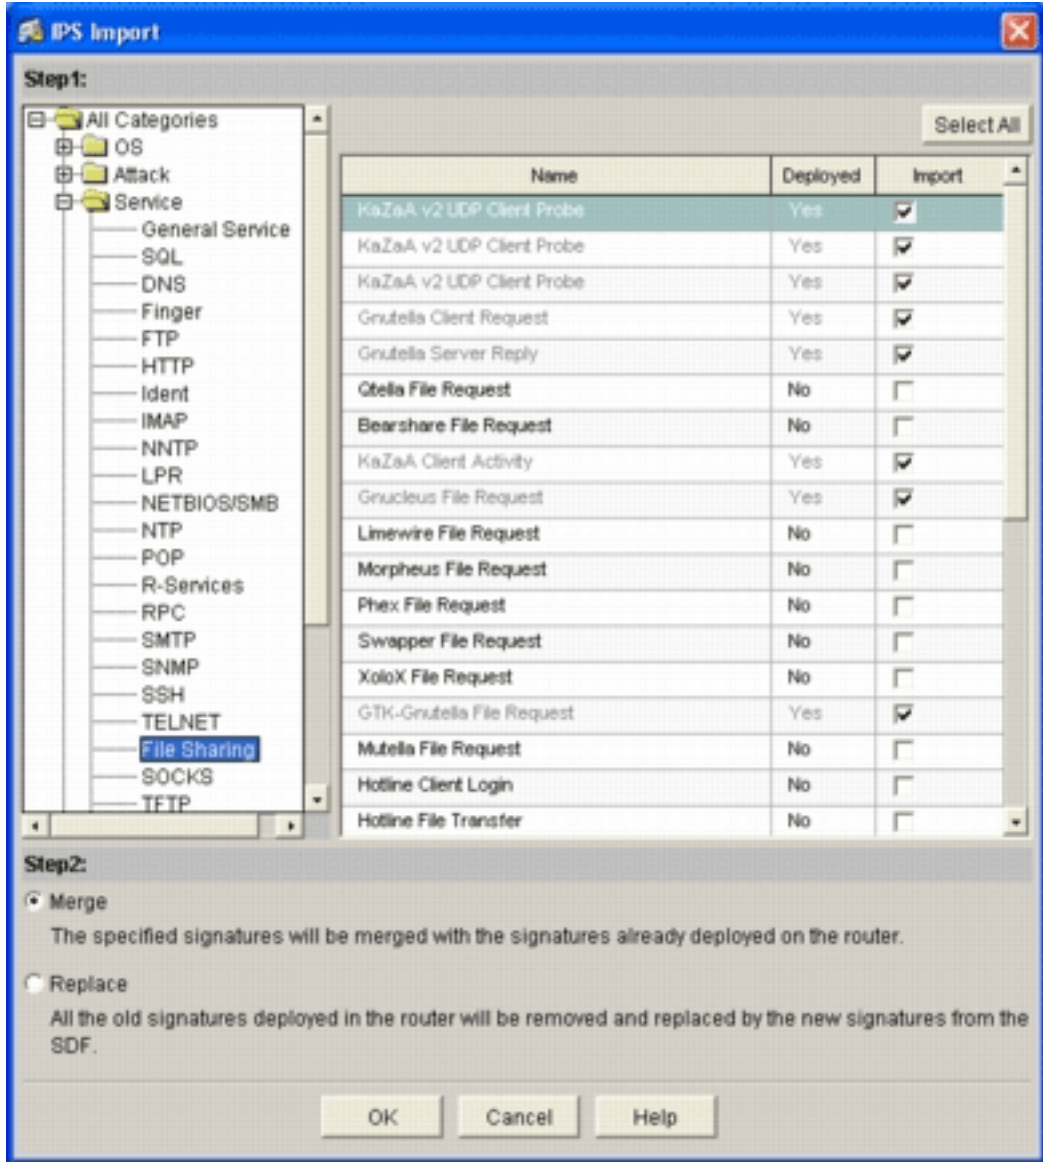 IPS Import
Step1:
All Categories
OS
Attack
Service
General Service
SQL
DNS
Finger
FTP
HTTP
Ident
IMAP
NNTP
LPR
NETBIOS/SMB
NTP
POP
R-Services
RPC
SMTP
SNMP
SSH
TELNET
File Sharing
SOCKS
TFTP
Select All
Name Deployed Import
KaZaA v2 UDP Client Probe Yes
KaZaA v2 UDP Client Probe Yes
KaZaA v2 UDP Client Probe Yes
Gnutella Client Request Yes
Gnutella Server Reply Yes
Qtella File Request No
Bearshare File Request No
KaZaA Client Activity Yes
Gnucleus File Request Yes
Limewire File Request No
Morpheus File Request No
Phex File Request No
Swapper File Request No
XoloX File Request No
GTK-Gnutella File Request Yes
Mutella File Request No
Hotline Client Login No
Hotline File Transfer No
Step2:
Merge
The specified signatures will be merged with the signatures already deployed on the router.
Replace
All the old signatures deployed in the router will be removed and replaced by the new signatures from the
SDF.
OK Cancel Help